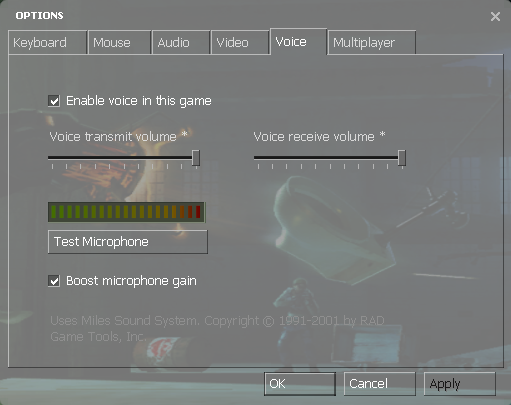 OPTIONS
Keyboard Mouse Audio Video Voice Multiplayer
Enable voice in this game
Voice transmit volume * Voice receive volume *
Test Microphone
Boost microphone gain
Uses Miles Sound System. Copyright © 1991-2001 by RAD
Game Tools, Inc.
OK Cancel Apply